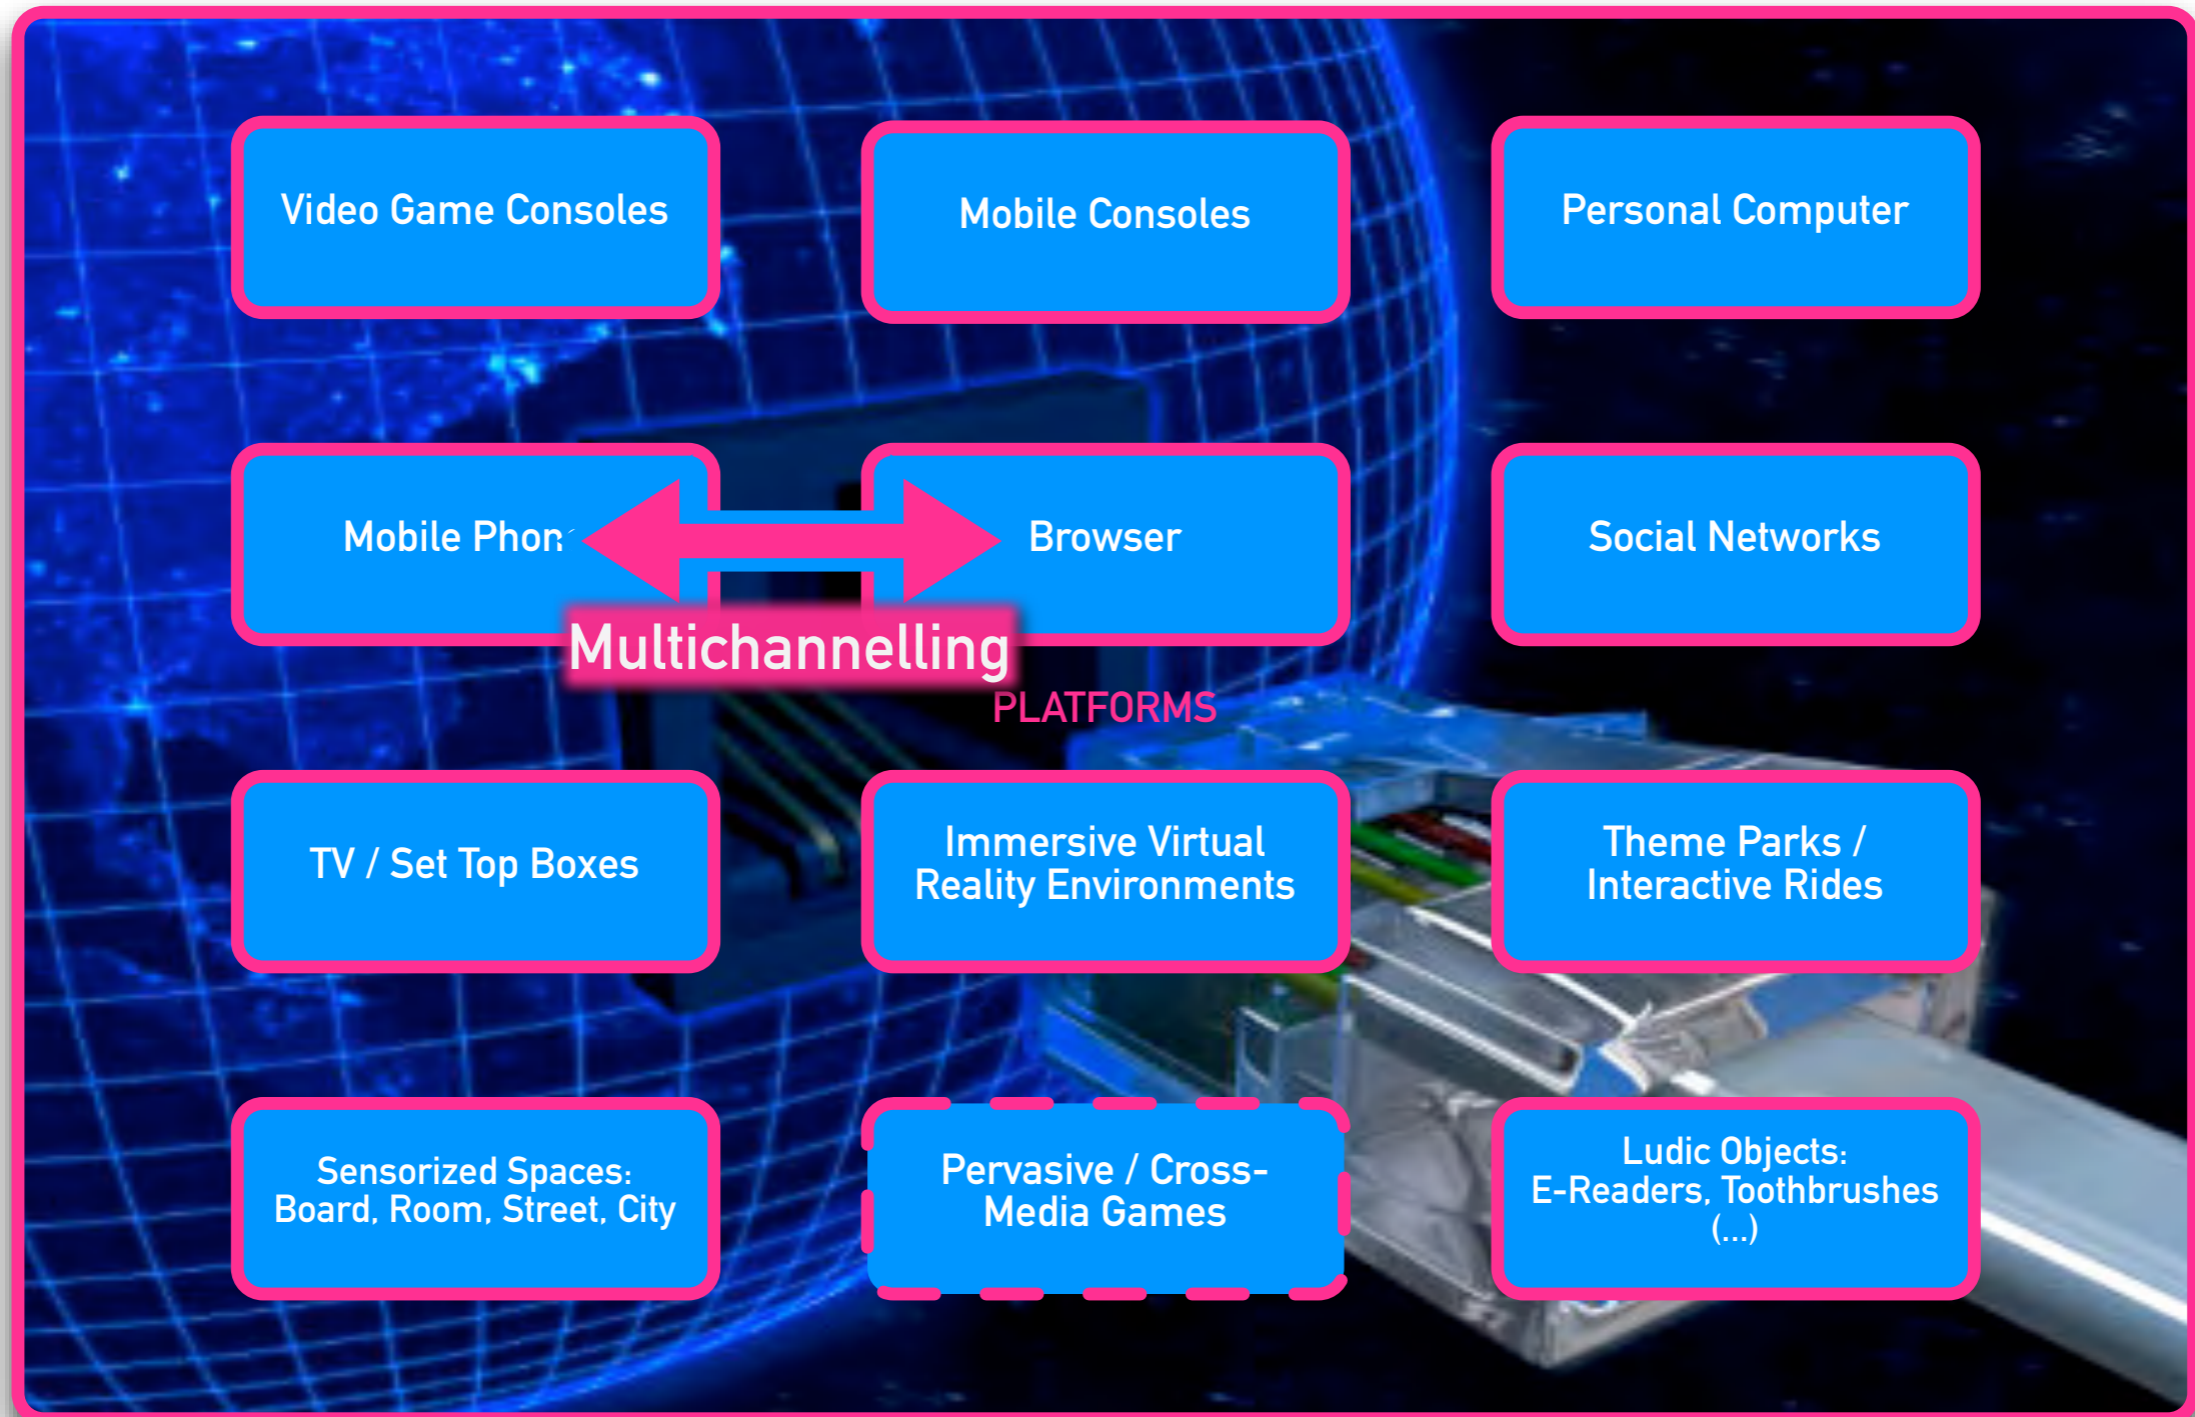 Video Game Consoles
Mobile Consoles
Personal Computer
Mobile Phon
Browser
Social Networks
Multichannelling
PLATFORMS
TV / Set Top Boxes
Immersive Virtual
Reality Environments
Theme Parks /
Interactive Rides
Sensorized Spaces:
Board, Room, Street, City
Pervasive / Cross-
Media Games
Ludic Objects:
E-Readers, Toothbrushes
(...)